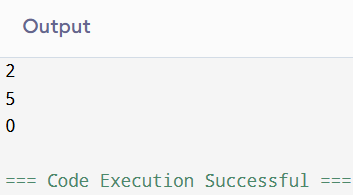 Output
2
5
0
=== Code Execution Successful ===